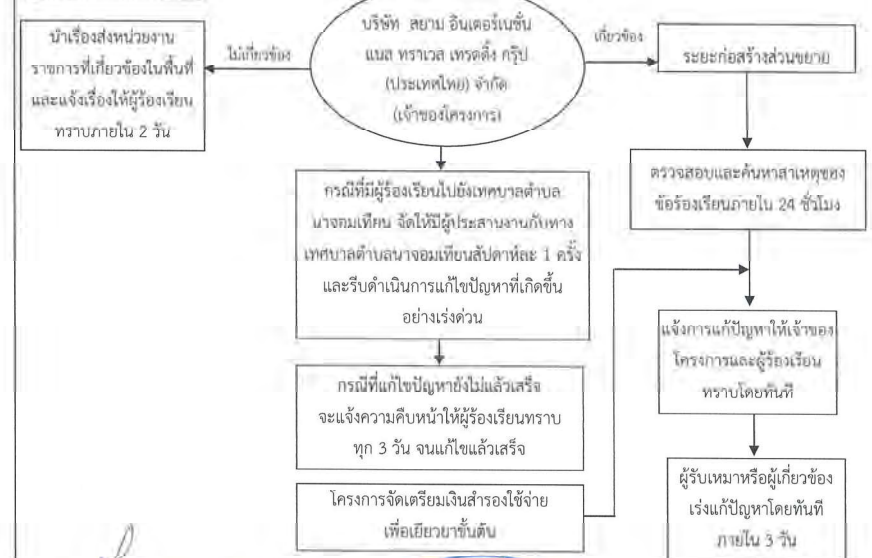 นำเรื่องส่งหน่วยงาน
ราชการที่เกี่ยวข้องในพื้นที่
และแจ้งเรื่องให้ผู้ร้องเรียน
ทราบภายใน 2 วัน
ไม่เกี่ยวข้อง
บริษัท สยาม อินเตอร์เนชั่น
แนล ทราเวล เทรดดิ้ง กรุ๊ป
(ประเทศไทย) จำกัด
(เจ้าของโครงการ)
เกี่ยวข้อง
ระยะก่อสร้างส่วนขยาย
ตรวจสอบและค้นหาสาเหตุของ
ข้อร้องเรียนภายใน 24 ชั่วโมง
กรณีที่มีผู้ร้องเรียนไปยังเทศบาลตำบล
นาจอมเทียน จัดให้มีผู้ประสานงานกับทาง
เทศบาลตำบลนาจอมเทียนสัปดาห์ละ 1 ครั้ง
และรีบดำเนินการแก้ไขปัญหาที่เกิดขึ้น
อย่างเร่งด่วน
แจ้งการแก้ปัญหาให้เจ้าของ
โครงการและผู้ร้องเรียน
ทราบโดยทันที
กรณีที่แก้ไขปัญหายังไม่แล้วเสร็จ
จะแจ้งความคืบหน้าให้ผู้ร้องเรียนทราบ
ทุก 3 วัน จนแก้ไขแล้วเสร็จ
โครงการจัดเตรียมเงินสำรองใช้จ่าย
เพื่อเยียวยาขั้นต้น
ผู้รับเหมาหรือผู้เกี่ยวข้อง
เร่งแก้ปัญหาโดยทันที
ภายใน 3 วัน